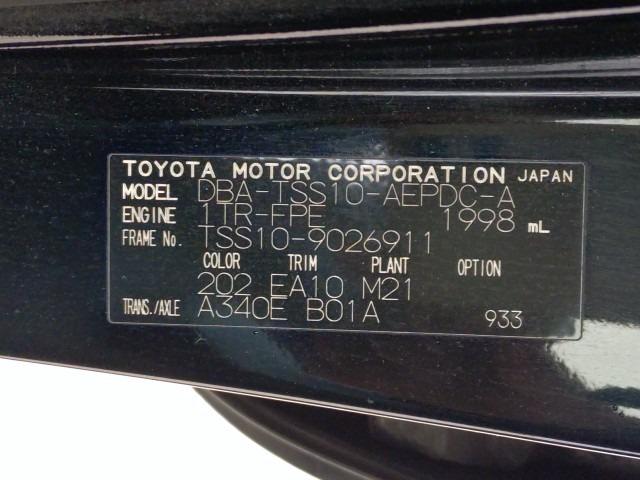 TOYOTA MOTOR CORPORATION JAPAN
MODEL DBA-TSS10-AEPDC-A
ENGINE 1TR-FPE 1998 mL
FRAME No. TSS10-9026911
COLOR TRIM PLANT OPTION
202 EA10 M21
TRANS./AXLE A340E B01A 933